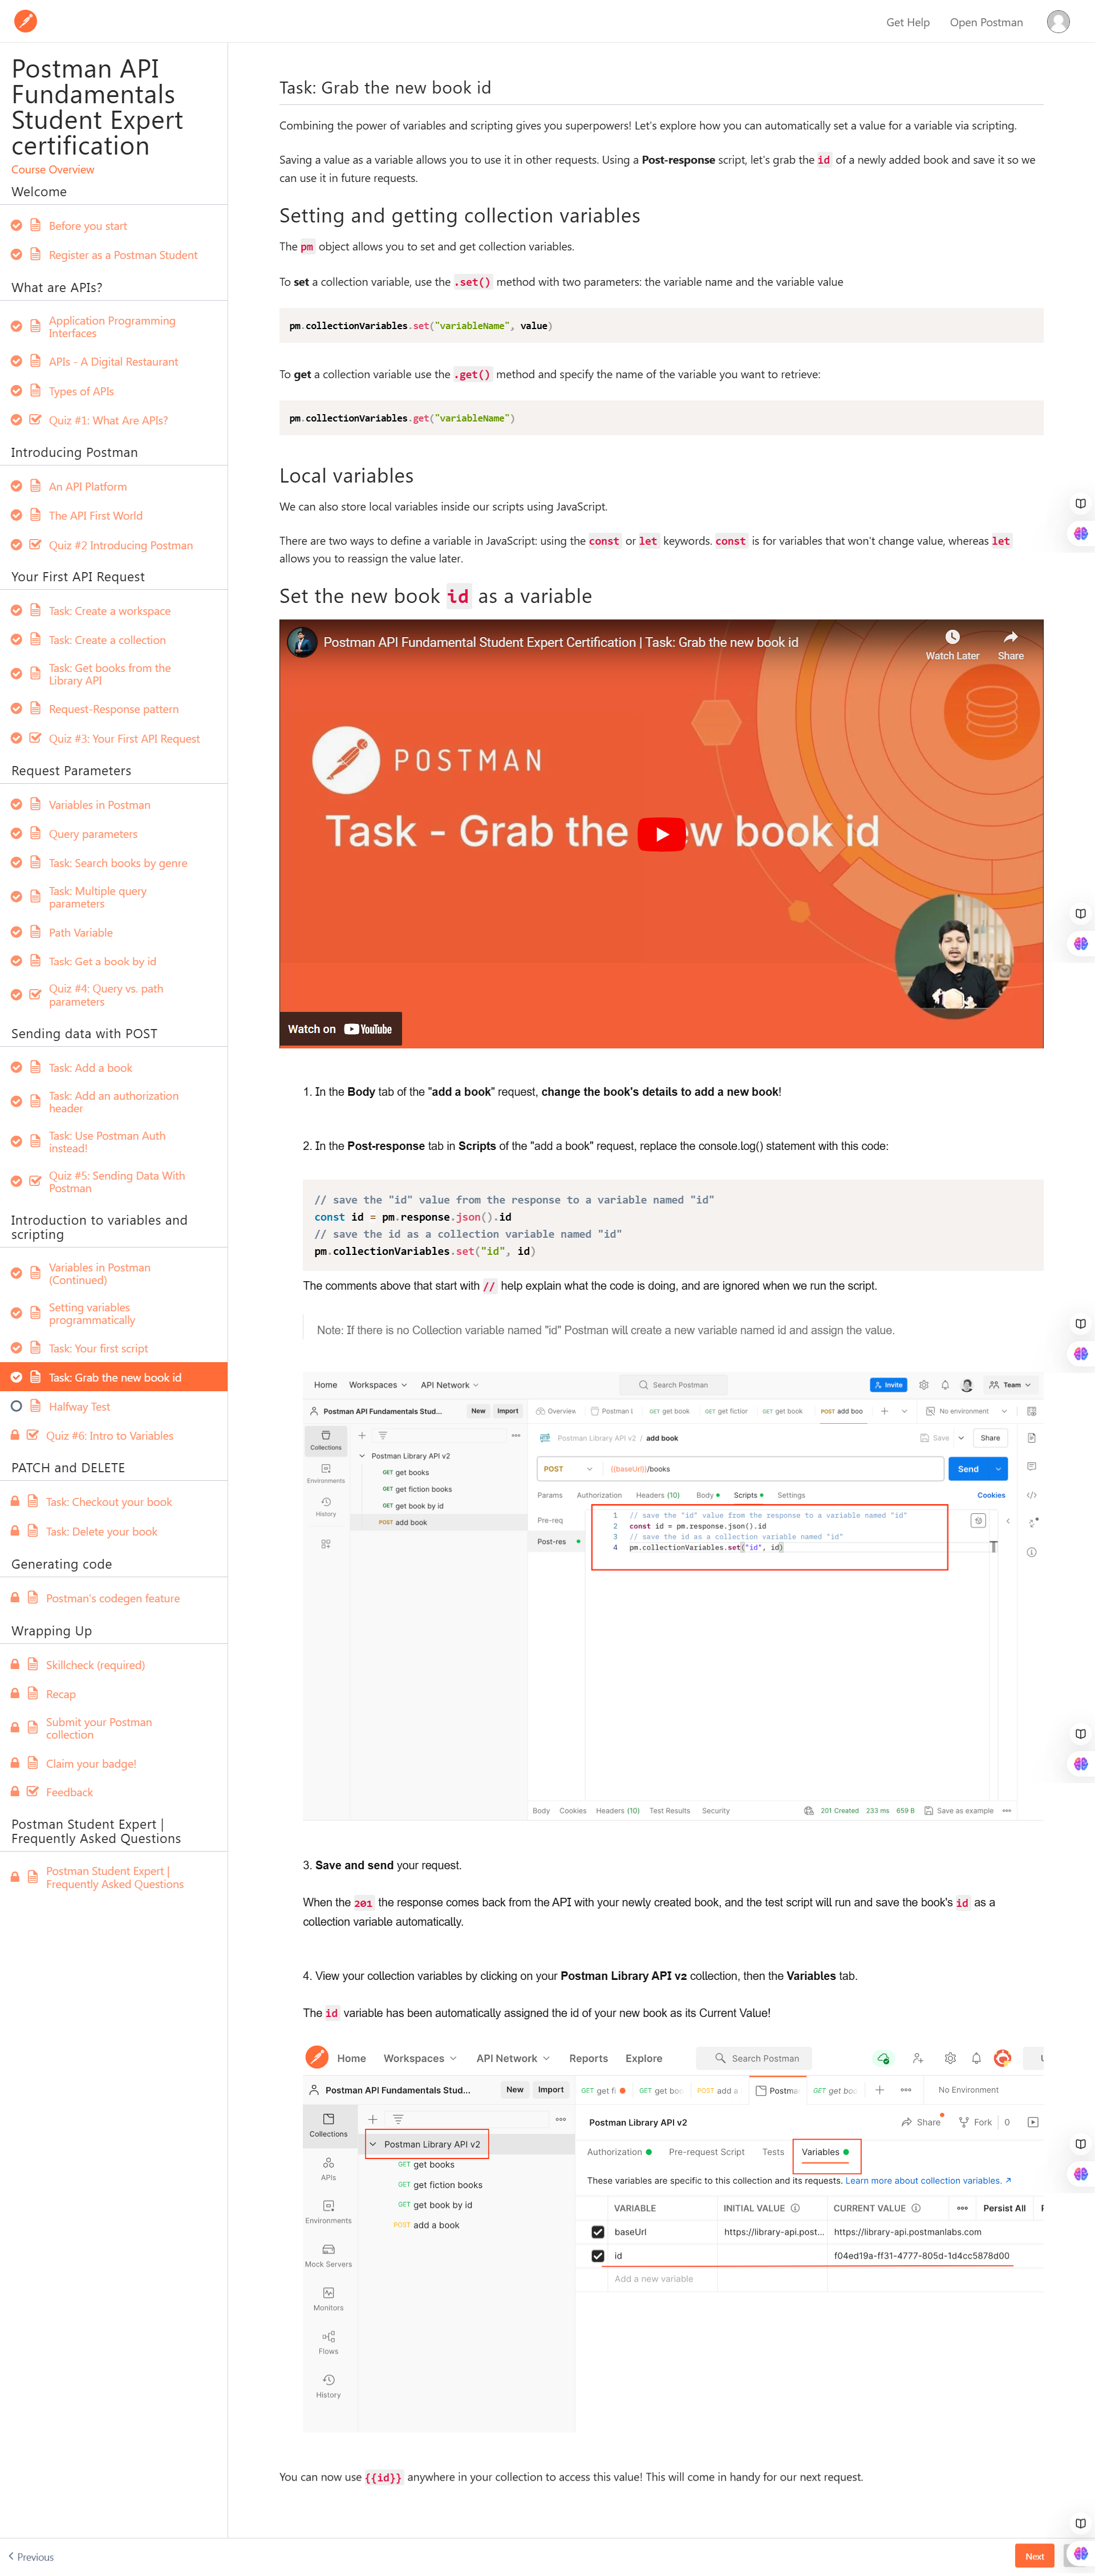 Get Help
Open Postman
Postman API
Fundamentals
Student Expert
certification
Course Overview
Welcome
Before you start
Register as a Postman Student
What are APIs?
Application Programming
Interfaces
APIs - A Digital Restaurant
Types of APIs
Quiz #1: What Are APIs?
Introducing Postman
An API Platform
The API First World
Quiz #2 Introducing Postman
Your First API Request
Task: Create a workspace
Task: Create a collection
Task: Get books from the
Library API
Request-Response pattern
Quiz #3: Your First API Request
Request Parameters
Variables in Postman
Query parameters
Task: Search books by genre
Task: Multiple query
parameters
Path Variable
Task: Get a book by id
Quiz #4: Query vs. path
parameters
Sending data with POST
Task: Add a book
Task: Add an authorization
header
Task: Use Postman Auth
instead!
Quiz #5: Sending Data With
Postman
Introduction to variables and
scripting
Variables in Postman
(Continued)
Setting variables
programmatically
Task: Your first script
Task: Grab the new book id
Halfway Test
Quiz #6: Intro to Variables
PATCH and DELETE
Task: Checkout your book
Task: Delete your book
Generating code
Postman's codegen feature
Wrapping Up
Skillcheck (required)
Recap
Submit your Postman
collection
Claim your badge!
Feedback
Postman Student Expert |
Frequently Asked Questions
Postman Student Expert |
Frequently Asked Questions
Task: Grab the new book id
Combining the power of variables and scripting gives you superpowers! Let's explore how you can automatically set a value for a variable via scripting.
Saving a value as a variable allows you to use it in other requests. Using a Post-response script, let's grab the id of a newly added book and save it so we
can use it in future requests.
Setting and getting collection variables
The pm object allows you to set and get collection variables.
To set a collection variable, use the .set() method with two parameters: the variable name and the variable value
pm.collectionVariables.set("variableName", value)
To get a collection variable use the .get() method and specify the name of the variable you want to retrieve:
pm.collectionVariables.get("variableName")
Local variables
We can also store local variables inside our scripts using JavaScript.
There are two ways to define a variable in JavaScript: using the const or let keywords. const is for variables that won't change value, whereas let
allows you to reassign the value later.
Set the new book id as a variable
Postman API Fundamental Student Expert Certification | Task: Grab the new book id
Watch Later
Share
POSTMAN
Task - Grab the new book id
Watch on YouTube
1. In the Body tab of the "add a book" request, change the book's details to add a new book!
2. In the Post-response tab in Scripts of the "add a book" request, replace the console.log() statement with this code:
// save the "id" value from the response to a variable named "id"
const id = pm.response.json().id
// save the id as a collection variable named "id"
pm.collectionVariables.set("id", id)
The comments above that start with // help explain what the code is doing, and are ignored when we run the script.
Note: If there is no Collection variable named "id" Postman will create a new variable named id and assign the value.
Home Workspaces API Network Search Postman Invite Team
Postman API Fundamentals Stud... New Import Overview Postman L GET get book GET get fiction GET get book POST add boo No environment
Collections
Environments
History
Postman Library API v2
GET get books
GET get fiction books
GET get book by id
POST add book
Postman Library API v2 / add book Save Share
POST {{baseUrl}}/books Send
Params Authorization Headers (10) Body Scripts Settings Cookies
Pre-req
Post-res
1 // save the "id" value from the response to a variable named "id"
2 const id = pm.response.json().id
3 // save the id as a collection variable named "id"
4 pm.collectionVariables.set("id", id)
Body Cookies Headers (10) Test Results Security 201 Created 233 ms 659 B Save as example
3. Save and send your request.
When the 201 the response comes back from the API with your newly created book, and the test script will run and save the book's id as a
collection variable automatically.
4. View your collection variables by clicking on your Postman Library API v2 collection, then the Variables tab.
The id variable has been automatically assigned the id of your new book as its Current Value!
Home Workspaces API Network Reports Explore Search Postman
Postman API Fundamentals Stud... New Import GET get fi GET get boo POST add a Postma GET get boo No Environment
Collections
APIs
Environments
Mock Servers
Monitors
Flows
History
Postman Library API v2
GET get books
GET get fiction books
GET get book by id
POST add a book
Postman Library API v2 Share Fork 0
Authorization Pre-request Script Tests Variables
These variables are specific to this collection and its requests. Learn more about collection variables.
VARIABLE INITIAL VALUE CURRENT VALUE Persist All
baseUrl https://library-api.post... https://library-api.postmanlabs.com
id f04ed19a-ff31-4777-805d-1d4cc5878d00
Add a new variable
You can now use {{id}} anywhere in your collection to access this value! This will come in handy for our next request.
Previous
Next